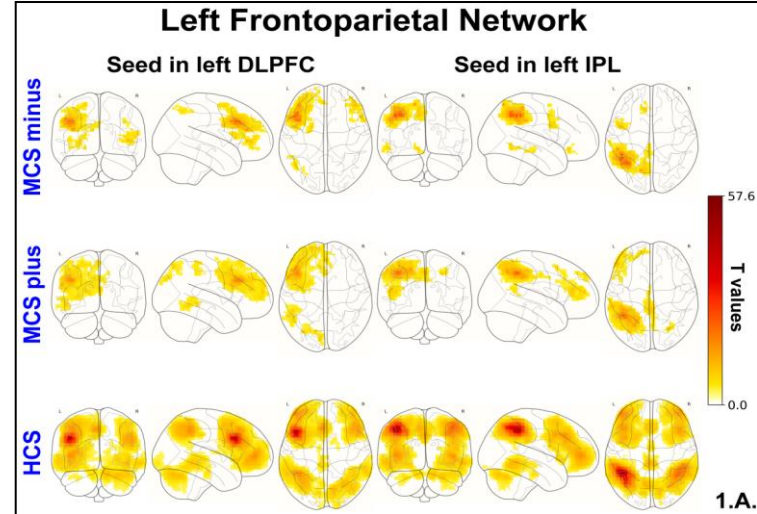 Left Frontoparietal Network
Seed in left DLPFC
Seed in left IPL
MCS minus
MCS plus
HCS
57.6
T values
0.0
1.A.